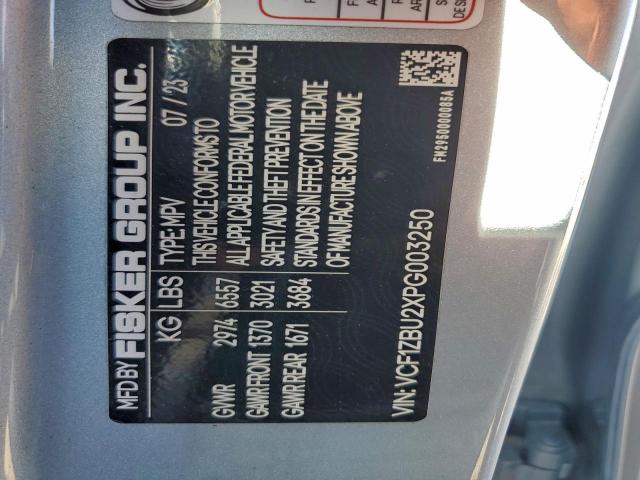 MFD BY FISKER GROUP INC.
KG LBS TYPE:MPV 07 / 23
GVWR 2974 6557 THIS VEHICLE CONFORMS TO
GAWR FRONT 1370 3021 ALL APPLICABLE FEDERAL MOTOR VEHICLE
GAWR REAR 1671 3684 SAFETY AND THEFT PREVENTION
STANDARDS IN EFFECT ON THE DATE
OF MANUFACTURE SHOWN ABOVE
VIN: VCF1ZBU2XPG003250
FM2950000085A